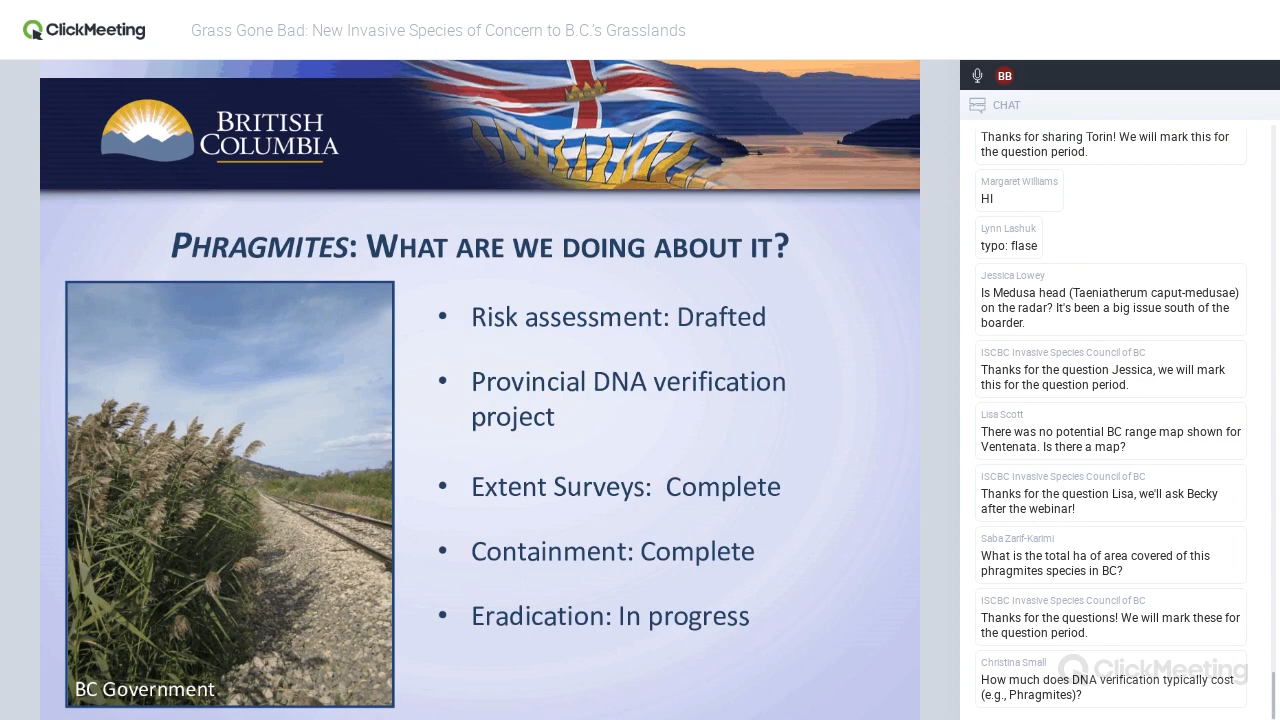 ClickMeeting
Grass Gone Bad: New Invasive Species of Concern to B.C.'s Grasslands
BRITISH
COLUMBIA
PHRAGMITES: WHAT ARE WE DOING ABOUT IT?
• Risk assessment: Drafted
• Provincial DNA verification
project
• Extent Surveys: Complete
• Containment: Complete
• Eradication: In progress
BC Government
BB
CHAT
Thanks for sharing Torin! We will mark this for
the question period.
Margaret Williams
HI
Lynn Lashuk
typo: flase
Jessica Lowey
Is Medusa head (Taeniatherum caput-medusae)
on the radar? It's been a big issue south of the
boarder.
ISCBC Invasive Species Council of BC
Thanks for the question Jessica, we will mark
this for the question period.
Lisa Scott
There was no potential BC range map shown for
Ventenata. Is there a map?
ISCBC Invasive Species Council of BC
Thanks for the question Lisa, we'll ask Becky
after the webinar!
Saba Zarif-Karimi
What is the total ha of area covered of this
phragmites species in BC?
ISCBC Invasive Species Council of BC
Thanks for the questions! We will mark these for
the question period.
Christina Small
How much does DNA verification typically cost
(e.g., Phragmites)?
ClickMeeting